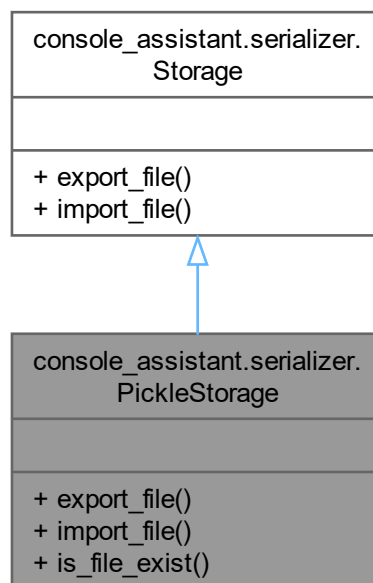 console_assistant.serializer.
Storage
+ export_file()
+ import_file()
console_assistant.serializer.
PickleStorage
+ export_file()
+ import_file()
+ is_file_exist()